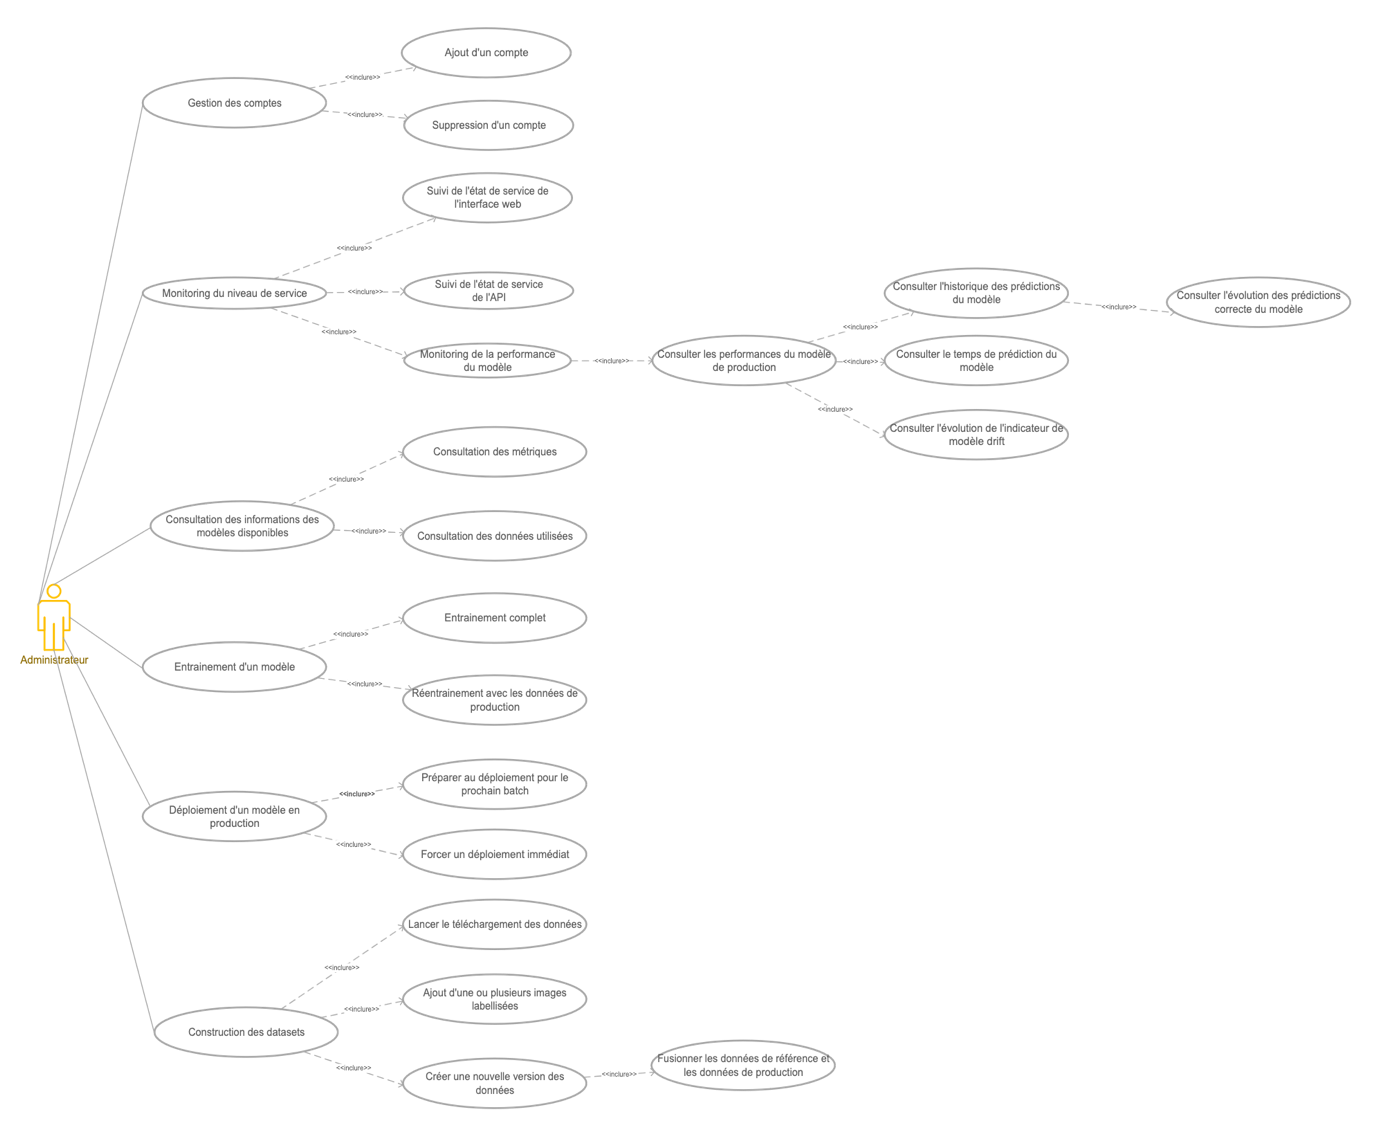 Ajout d'un compte
<<inclure>>
Gestion des comptes
<<inclure>>
Suppression d'un compte
Suivi de l'état de service de
l'interface web
<<inclure>>
Monitoring du niveau de service
<<inclure>>
Suivi de l'état de service
de l'API
<<inclure>>
Monitoring de la performance
du modèle
<<inclure>>
Consulter les performances du modèle
de production
<<inclure>>
Consulter l'historique des prédictions
du modèle
<<inclure>>
Consulter l'évolution des prédictions
correcte du modèle
<<inclure>>
Consulter le temps de prédiction du
modèle
<<inclure>>
Consulter l'évolution de l'indicateur de
modèle drift
Consultation des métriques
<<inclure>>
Consultation des informations des
modèles disponibles
<<inclure>>
Consultation des données utilisées
Administrateur
Entrainement complet
<<inclure>>
Entrainement d'un modèle
<<inclure>>
Réentrainement avec les données de
production
Préparer au déploiement pour le
prochain batch
<<inclure>>
Déploiement d'un modèle en
production
<<inclure>>
Forcer un déploiement immédiat
Lancer le téléchargement des données
<<inclure>>
Ajout d'une ou plusieurs images
labellisées
<<inclure>>
Construction des datasets
<<inclure>>
Créer une nouvelle version des
données
<<inclure>>
Fusionner les données de référence et
les données de production